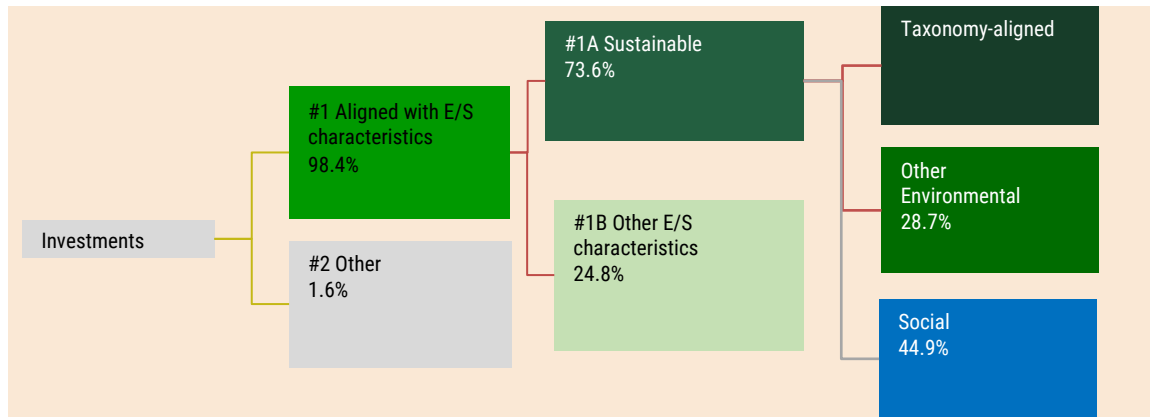 Investments
#1 Aligned with E/S
characteristics
98.4%
#2 Other
1.6%
#1A Sustainable
73.6%
#1B Other E/S
characteristics
24.8%
Taxonomy-aligned
Other
Environmental
28.7%
Social
44.9%